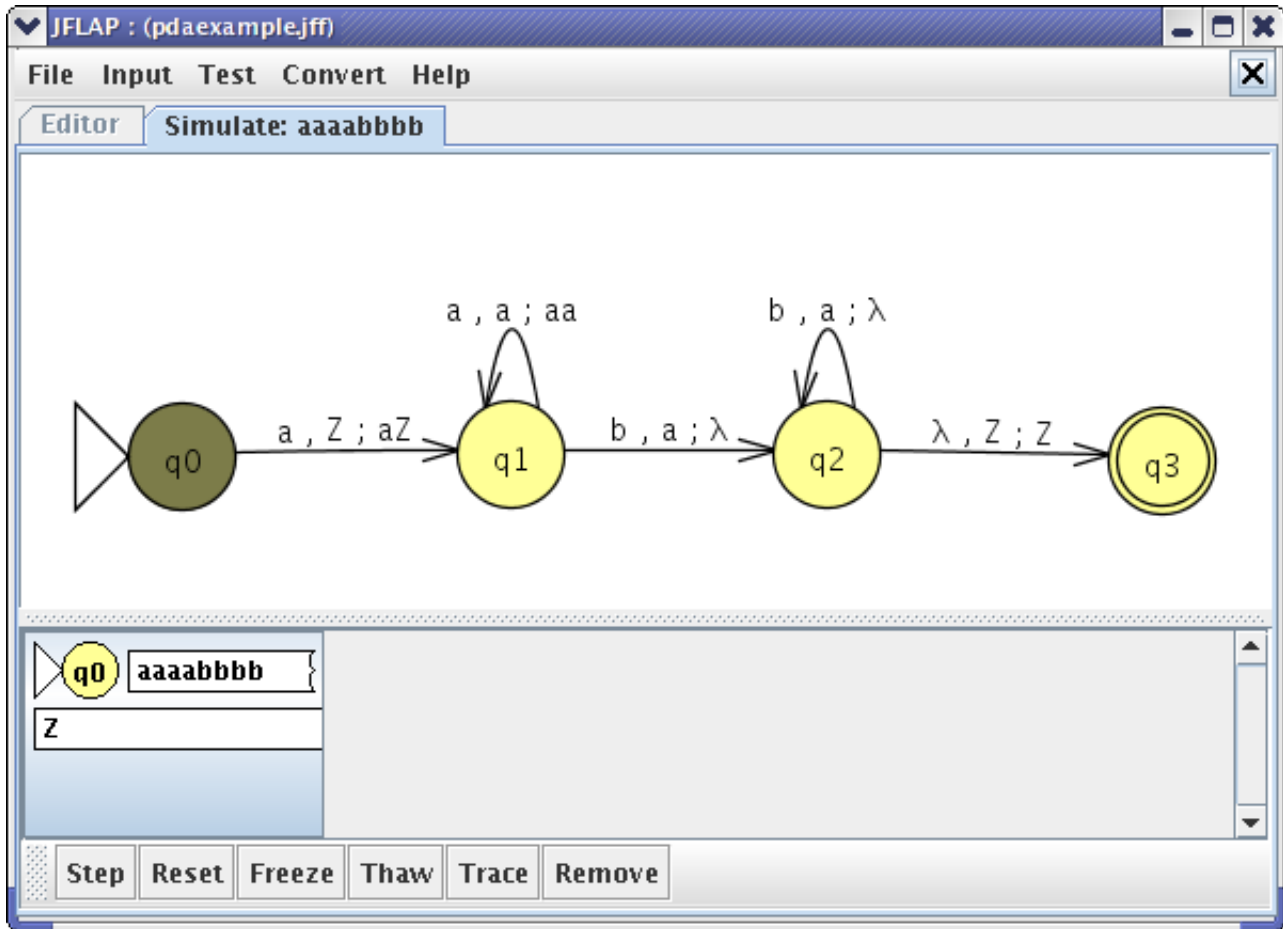 JFLAP : (pdaexample.jff)
File Input Test Convert Help
Editor Simulate: aaaabbbb
a , a ; aa
b , a ; λ
a , Z ; aZ
b , a ; λ
λ , Z ; Z
q0
q1
q2
q3
q0 aaaabbbb
Z
Step Reset Freeze Thaw Trace Remove